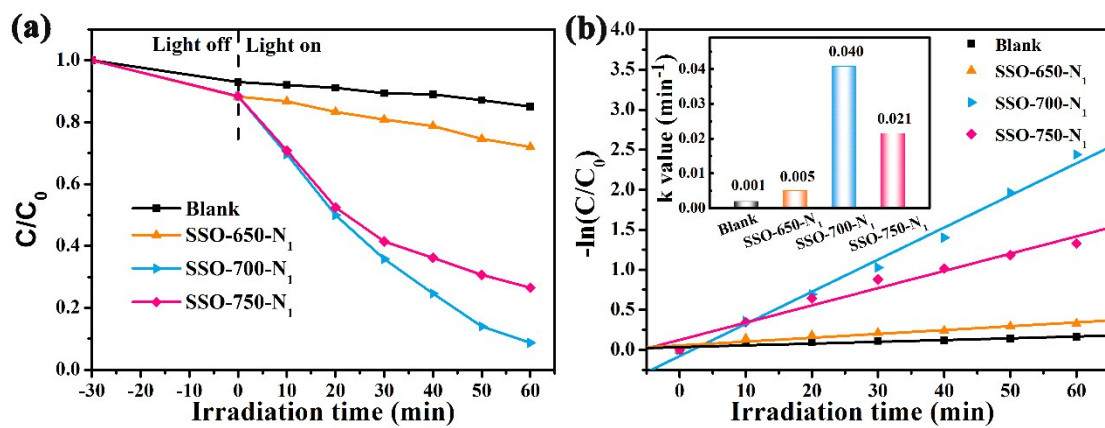 (a)
Light off Light on
1.0
0.8
0.6
0.4
0.2
0.0
C/C0
Blank
SSO-650-N1
SSO-700-N1
SSO-750-N1
-30 -20 -10 0 10 20 30 40 50 60
Irradiation time (min)
(b)
4.0
3.5
3.0
2.5
2.0
1.5
1.0
0.5
0.0
-ln(C/C0)
Blank
SSO-650-N1
SSO-700-N1
SSO-750-N1
k value (min-1)
0.04
0.03
0.02
0.01
0.00
0.001
0.005
0.040
0.021
Blank
SSO-650-N1
SSO-700-N1
SSO-750-N1
0 10 20 30 40 50 60
Irradiation time (min)